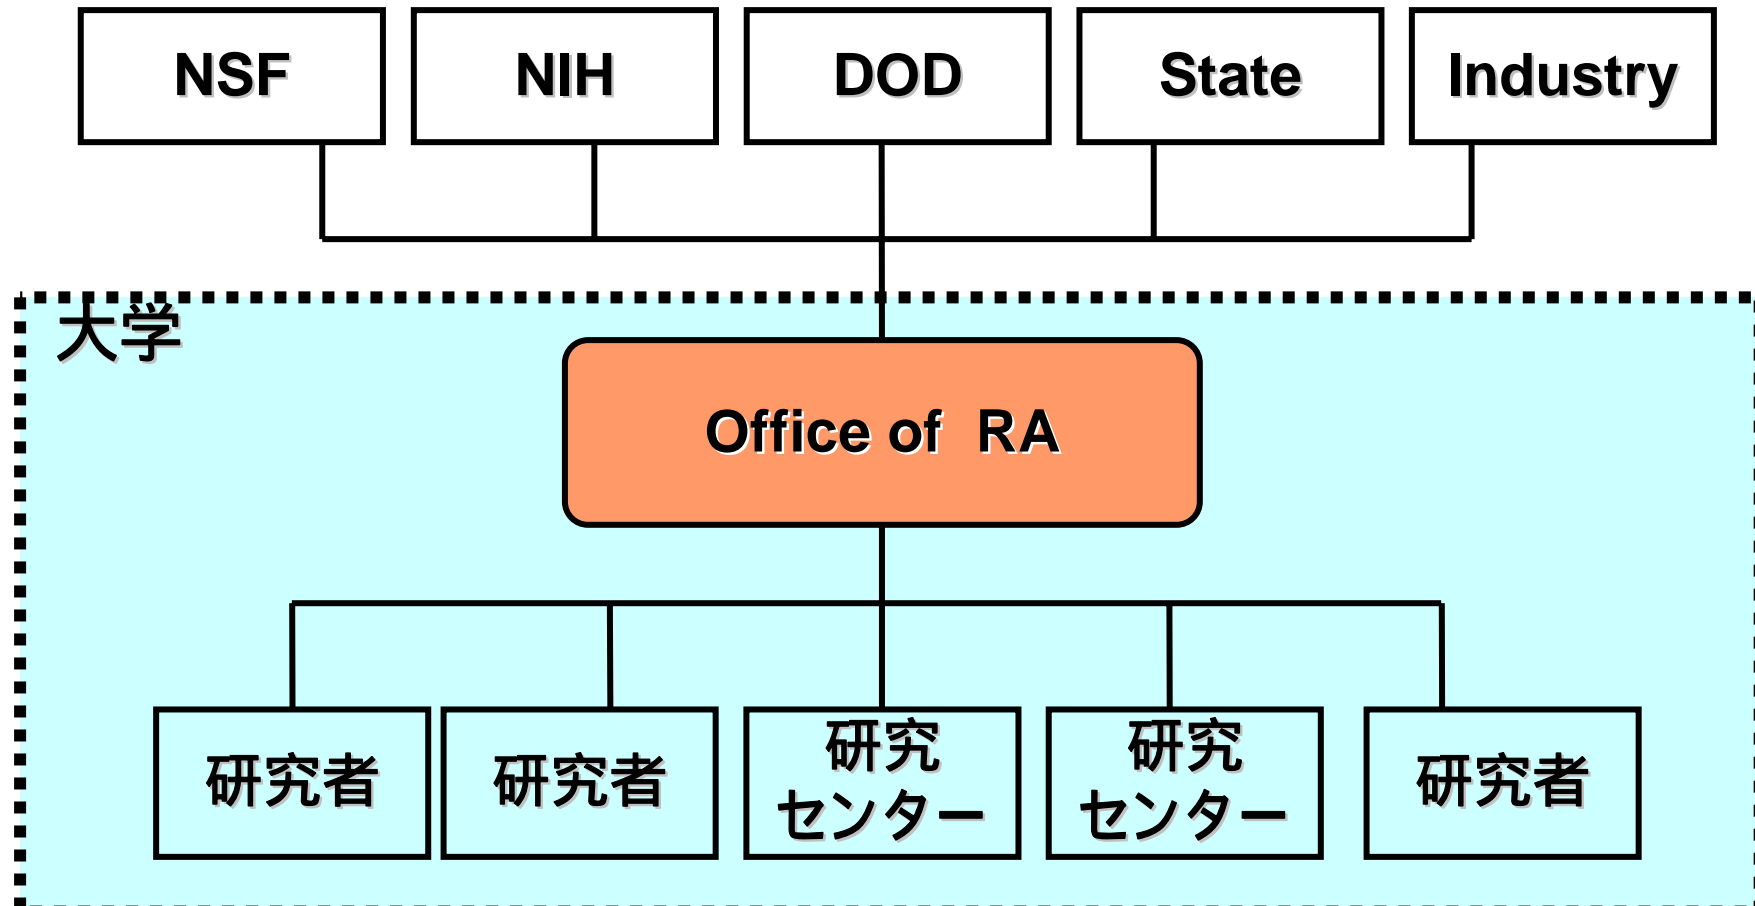 NSF
NIH
DOD
State
Industry
大学
Office of RA
研究者
研究者
研究
センター
研究
センター
研究者